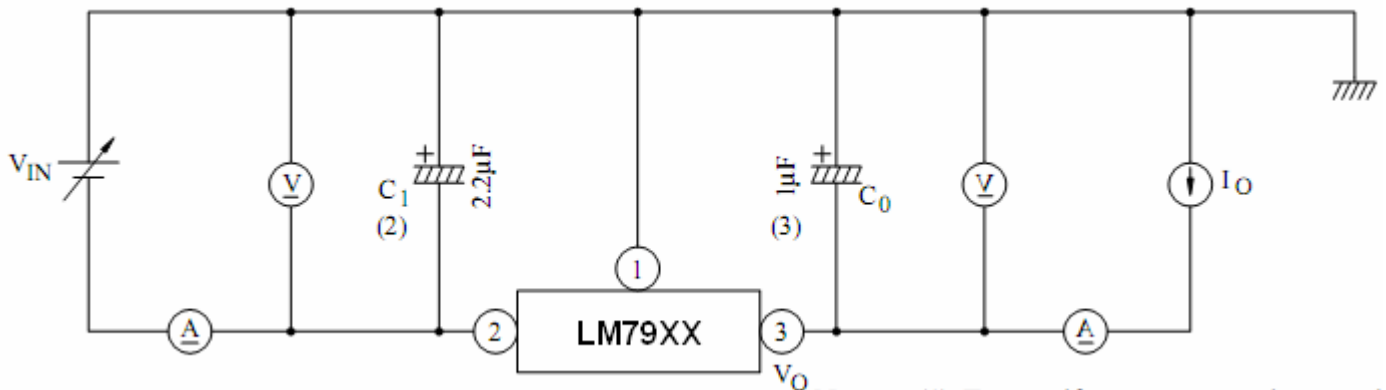 V_IN
V
+
C_1
(2)
2.2µF
1
1µF
(3)
+
C_0
V
I_O
A
2
LM79XX
3
V_O
A